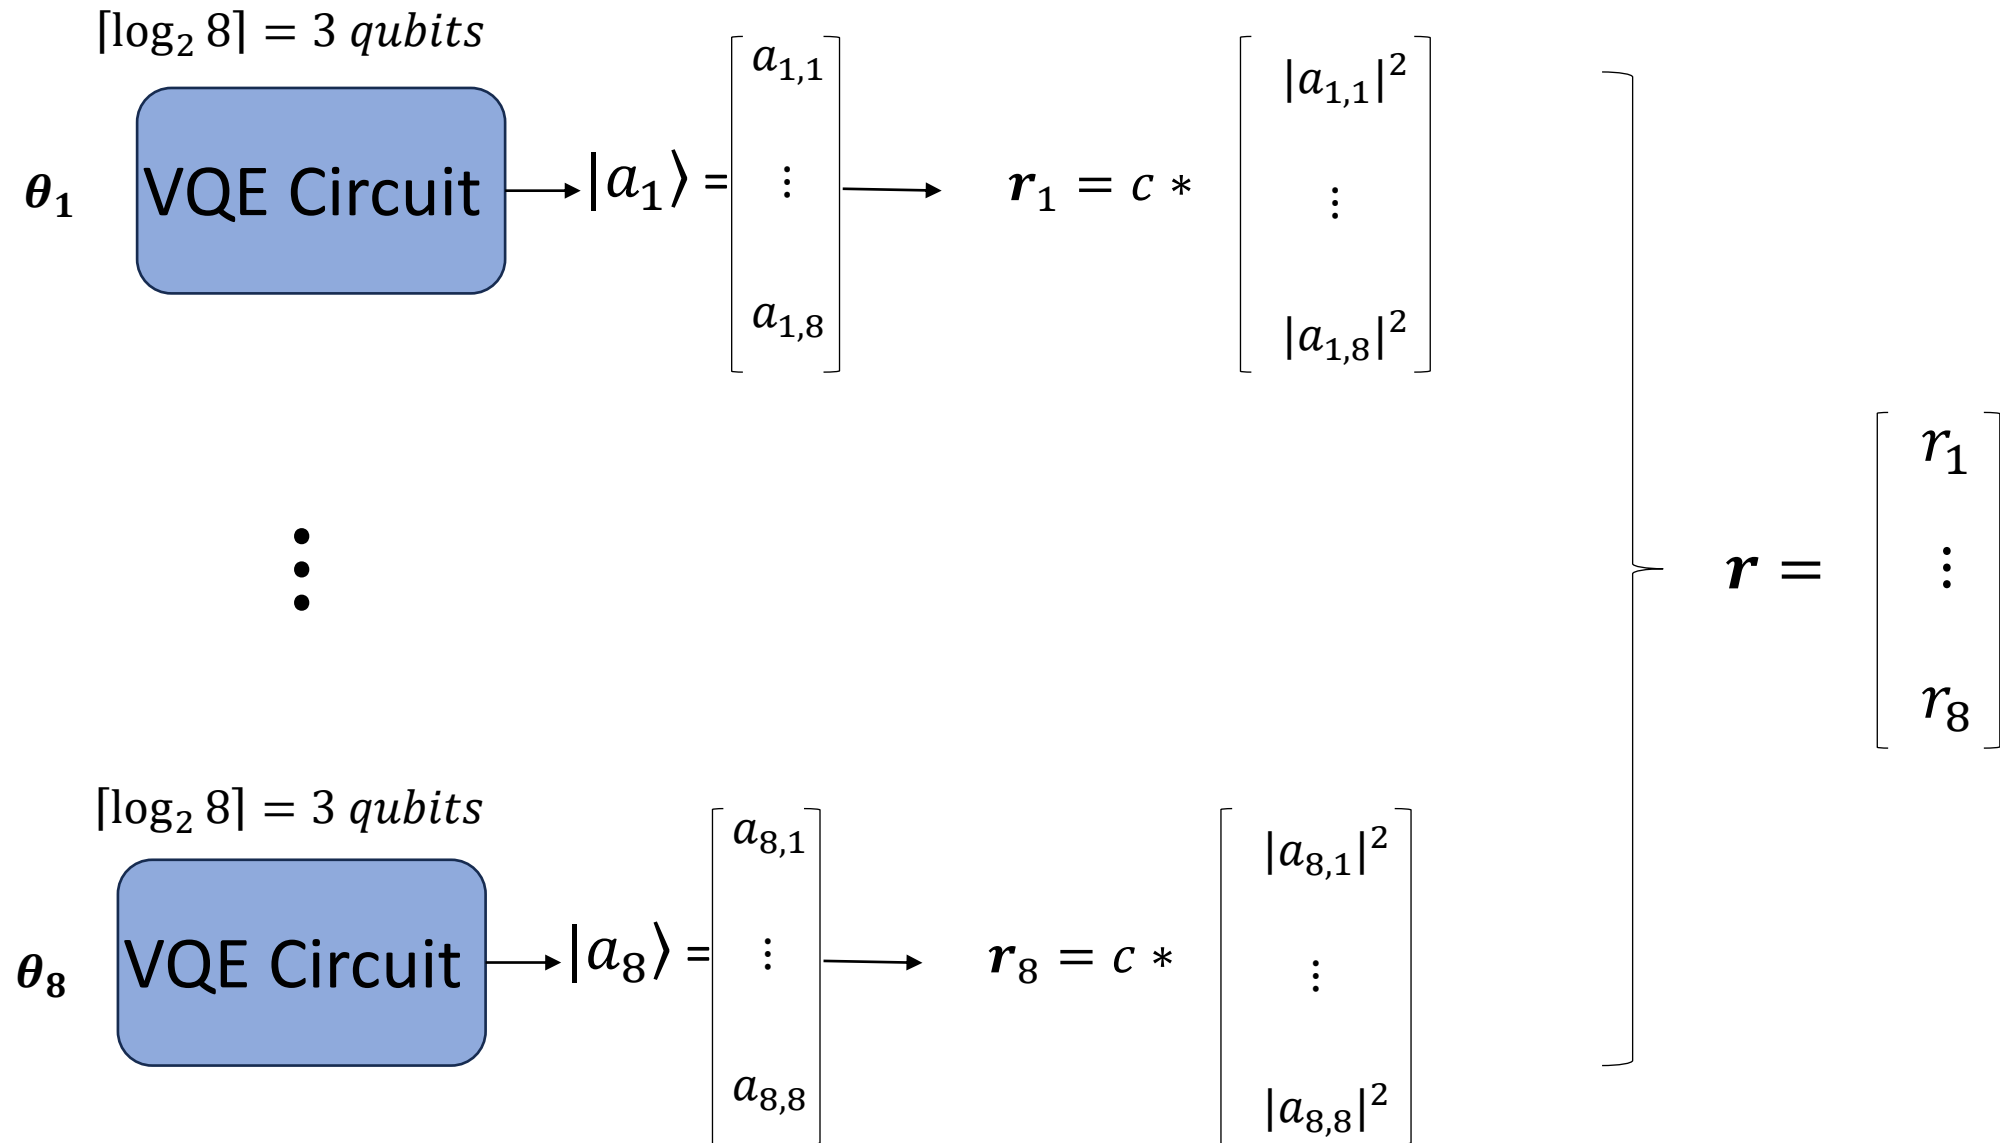 ⌈log₂ 8⌉ = 3 qubits
θ₁ VQE Circuit |a₁⟩ = [a₁,₁ ⋮ a₁,₈] r₁ = c * [|a₁,₁|² ⋮ |a₁,₈|²]
⋮
r = [r₁ ⋮ r₈]
⌈log₂ 8⌉ = 3 qubits
θ₈ VQE Circuit |a₈⟩ = [a₈,₁ ⋮ a₈,₈] r₈ = c * [|a₈,₁|² ⋮ |a₈,₈|²]